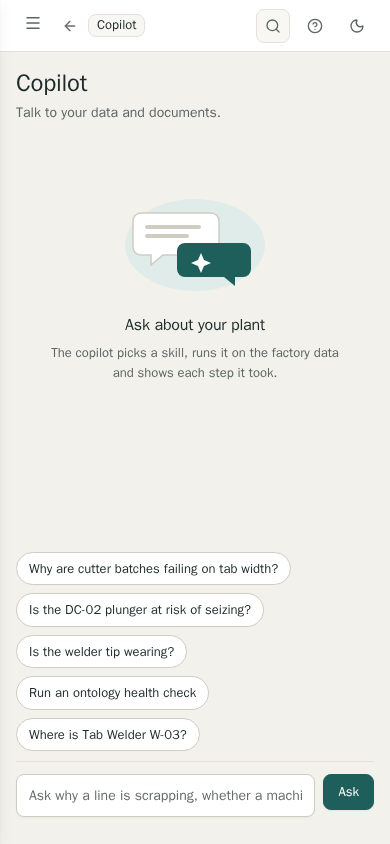 Copilot
Copilot
Talk to your data and documents.
Ask about your plant
The copilot picks a skill, runs it on the factory data
and shows each step it took.
Why are cutter batches failing on tab width?
Is the DC-02 plunger at risk of seizing?
Is the welder tip wearing?
Run an ontology health check
Where is Tab Welder W-03?
Ask why a line is scrapping, whether a machi
Ask